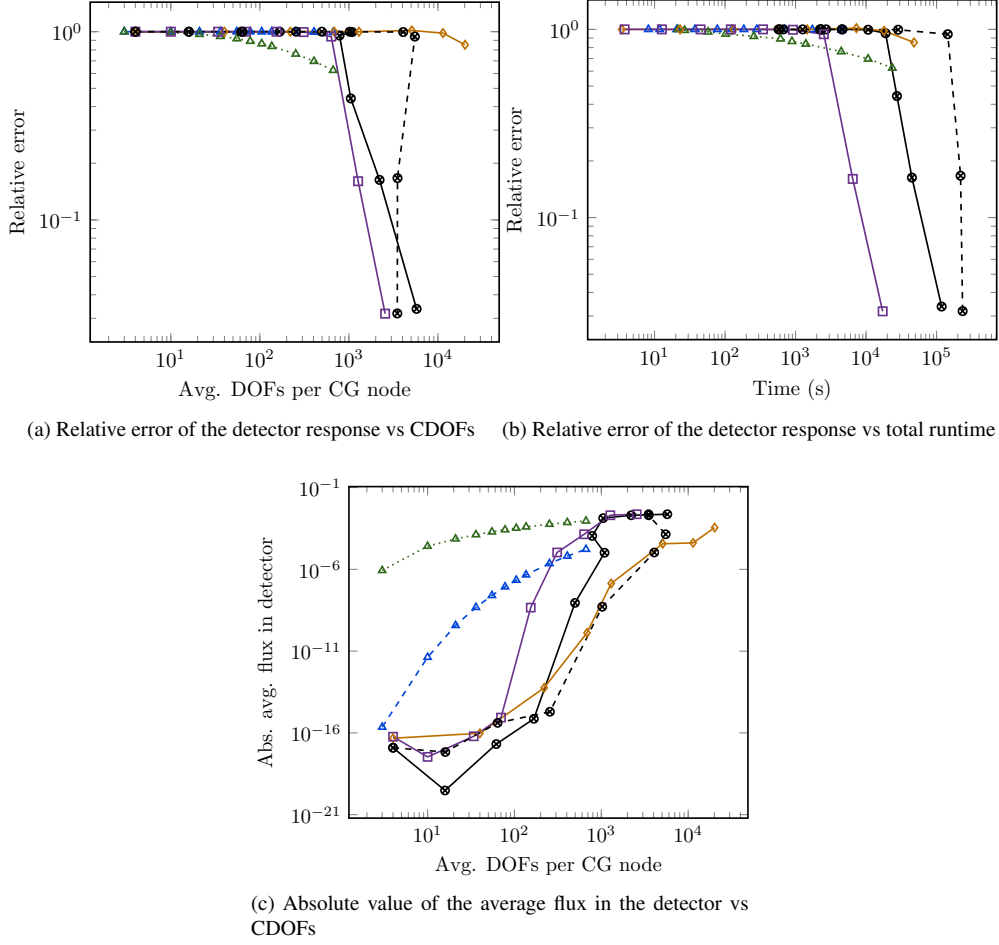 10^0
10^-1
Relative error
10^1
10^2
10^3
10^4
Avg. DOFs per CG node
(a) Relative error of the detector response vs CDOFs
10^0
10^-1
Relative error
10^1
10^2
10^3
10^4
10^5
Time (s)
(b) Relative error of the detector response vs total runtime
10^-1
10^-6
10^-11
10^-16
10^-21
Abs. avg. flux in detector
10^1
10^2
10^3
10^4
Avg. DOFs per CG node
(c) Absolute value of the average flux in the detector vs
CDOFs